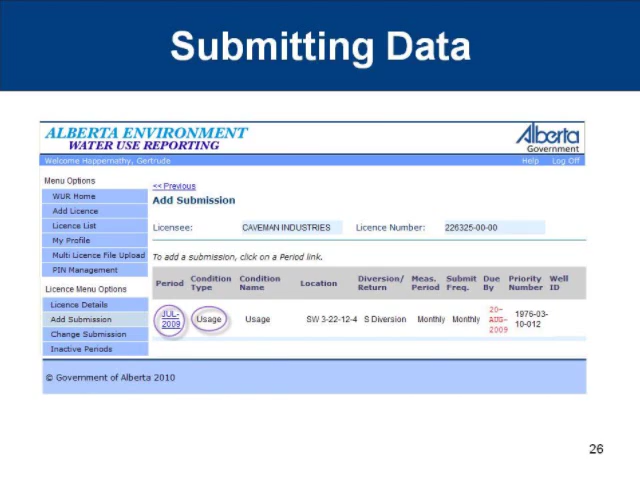 Submitting Data
ALBERTA ENVIRONMENT
WATER USE REPORTING
Alberta
Government
Welcome Happernathy, Gertrude
Help Log Off
Menu Options
WUR Home
Add Licence
Licence List
My Profile
Multi Licence File Upload
PIN Management
Licence Menu Options
Licence Details
Add Submission
Change Submission
Inactive Periods
<< Previous
Add Submission
Licensee: CAVEMAN INDUSTRIES Licence Number: 226325-00-00
To add a submission, click on a Period link.
Period Condition Type Condition Name Location Diversion/ Return Meas. Period Submit Freq. Due By Priority Number Well ID
JUL-2009 Usage Usage SW 3-22-12-4 S Diversion Monthly Monthly 20-AUG-2009 1976-03-10-012
© Government of Alberta 2010
26